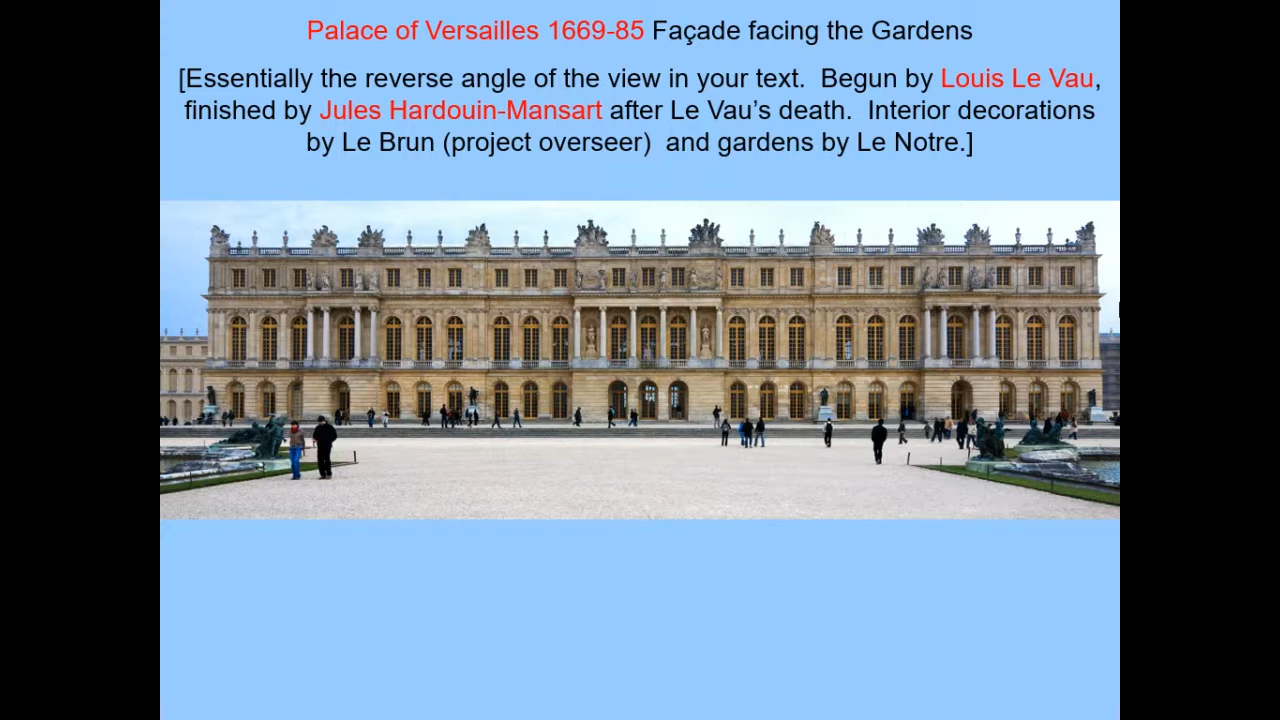 Palace of Versailles 1669-85 Façade facing the Gardens
[Essentially the reverse angle of the view in your text.  Begun by Louis Le Vau,
finished by Jules Hardouin-Mansart after Le Vau’s death.  Interior decorations
by Le Brun (project overseer)  and gardens by Le Notre.]